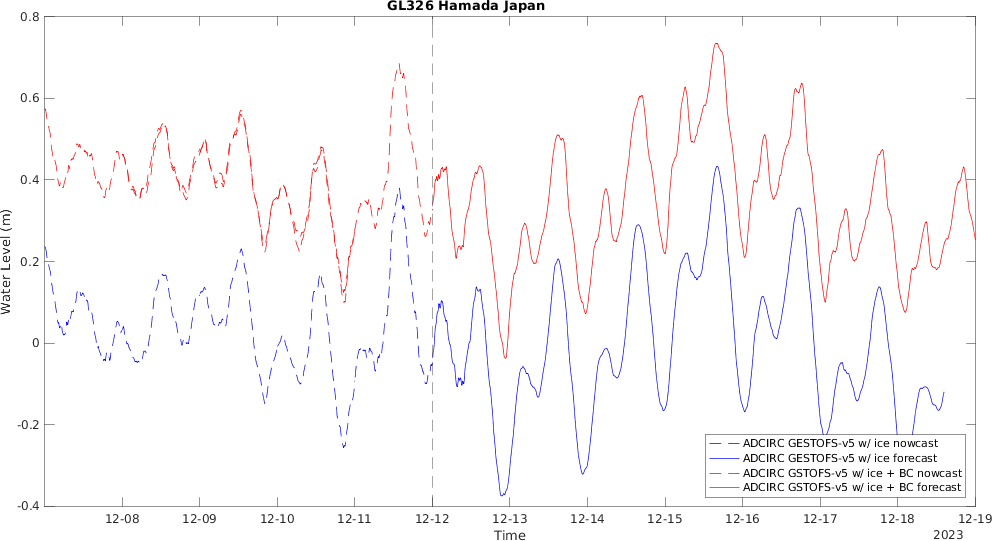 GL326 Hamada Japan
Water Level (m)
0.8
0.6
0.4
0.2
0
-0.2
-0.4
ADCIRC GESTOFS-v5 w/ ice nowcast
ADCIRC GESTOFS-v5 w/ ice forecast
ADCIRC GSTOFS-v5 w/ ice + BC nowcast
ADCIRC GSTOFS-v5 w/ ice + BC forecast
12-08 12-09 12-10 12-11 12-12 12-13 12-14 12-15 12-16 12-17 12-18 12-19
Time
2023